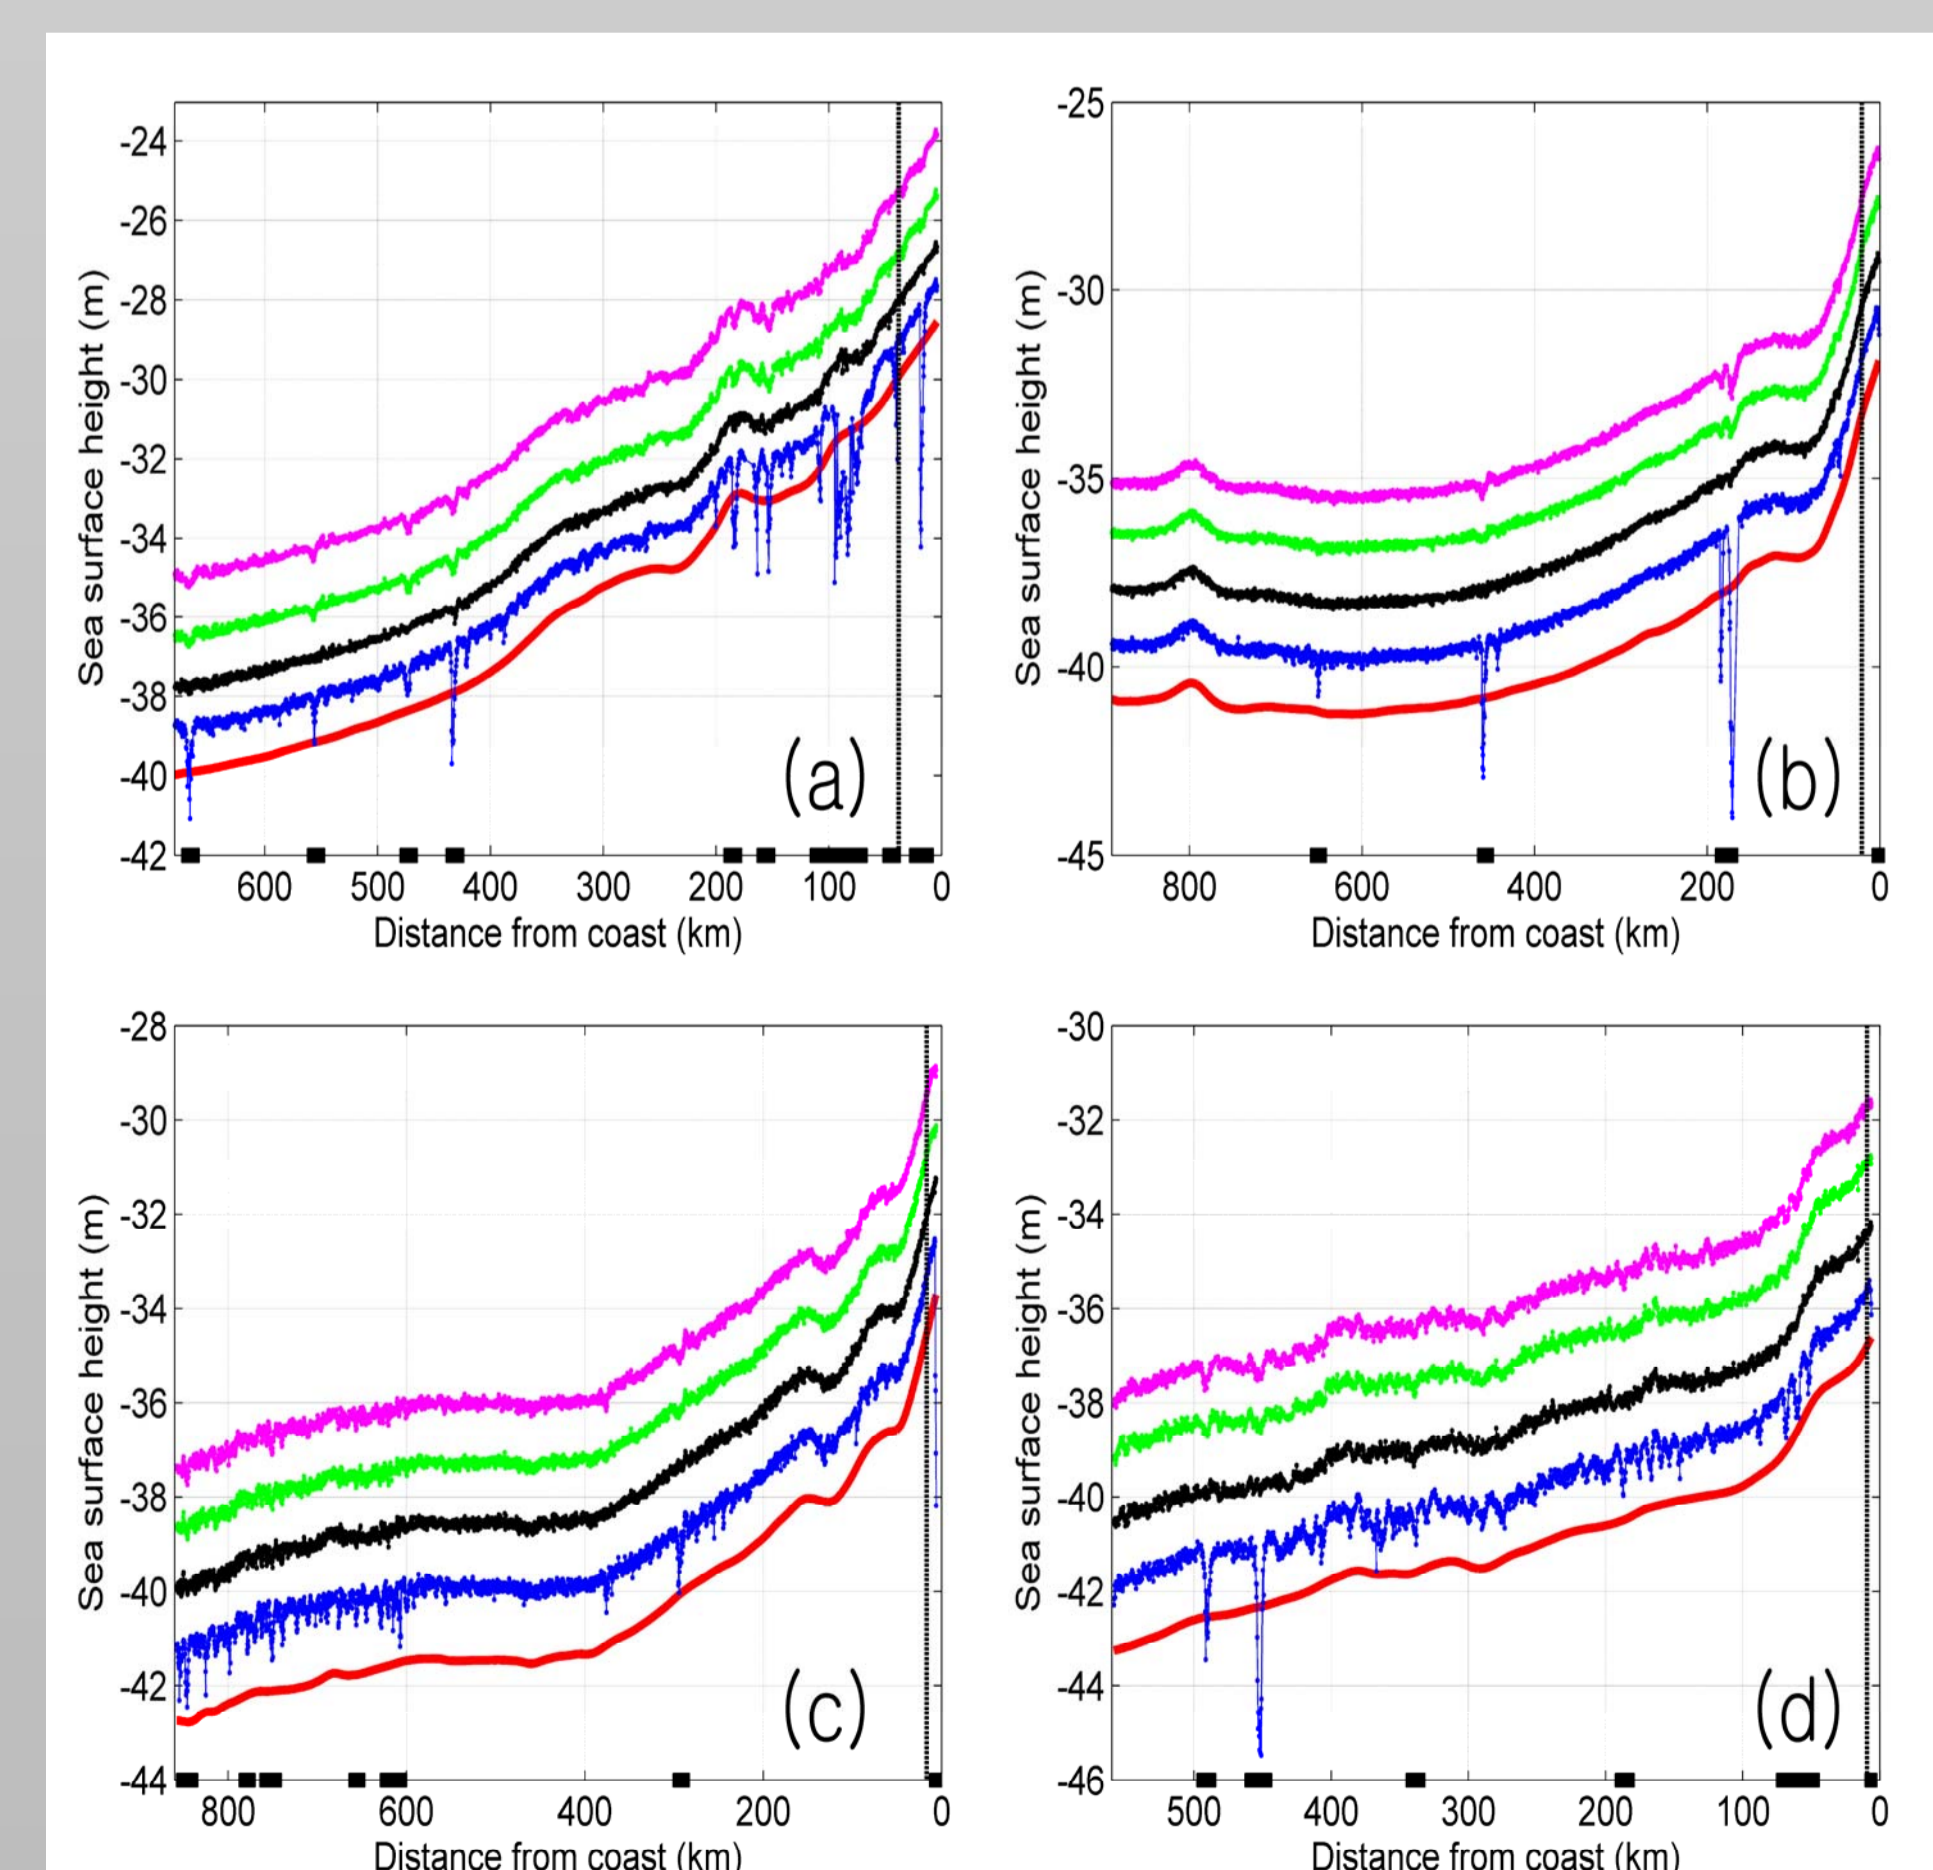 -24
-26
-28
-30
-32
-34
-36
-38
-40
-42
Sea surface height (m)
(a)
600 500 400 300 200 100 0
Distance from coast (km)
-25
-30
-35
-40
-45
Sea surface height (m)
(b)
800 600 400 200 0
Distance from coast (km)
-28
-30
-32
-34
-36
-38
-40
-42
-44
Sea surface height (m)
(c)
800 600 400 200 0
Distance from coast (km)
-30
-32
-34
-36
-38
-40
-42
-44
-46
Sea surface height (m)
(d)
500 400 300 200 100 0
Distance from coast (km)